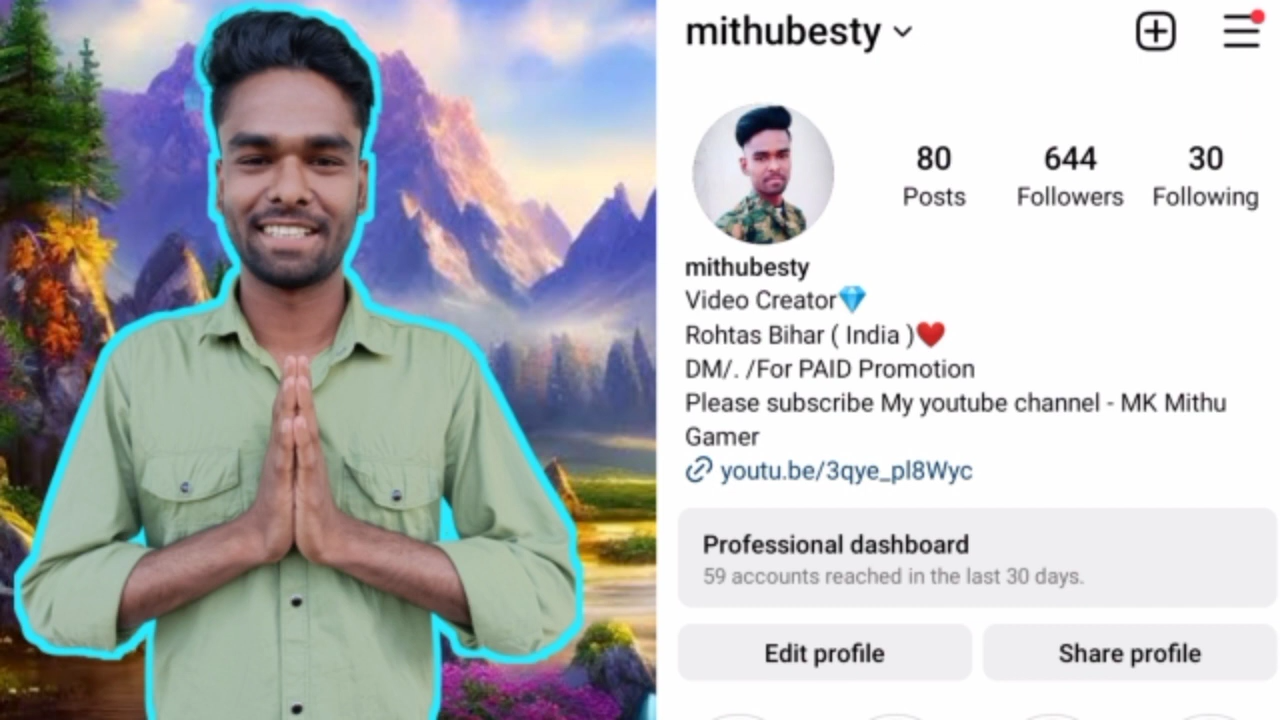 mithubesty
80 644 30
Posts Followers Following
mithubesty
Video Creator💎
Rohtas Bihar ( India )❤️
DM/. /For PAID Promotion
Please subscribe My youtube channel - MK Mithu
Gamer
youtu.be/3qye_pl8Wyc
Professional dashboard
59 accounts reached in the last 30 days.
Edit profile Share profile